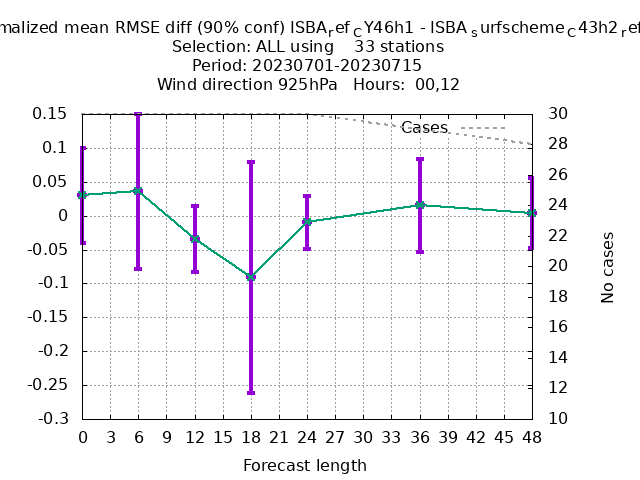 malized mean RMSE diff (90% conf) ISBA_ref_CY46h1 - ISBA_surfscheme_C43h2_ref
Selection: ALL using 33 stations
Period: 20230701-20230715
Wind direction 925hPa Hours: 00,12
Cases
0.15
0.1
0.05
0
-0.05
-0.1
-0.15
-0.2
-0.25
-0.3
30
28
26
24
22
20
18
16
14
12
10
No cases
0 3 6 9 12 15 18 21 24 27 30 33 36 39 42 45 48
Forecast length